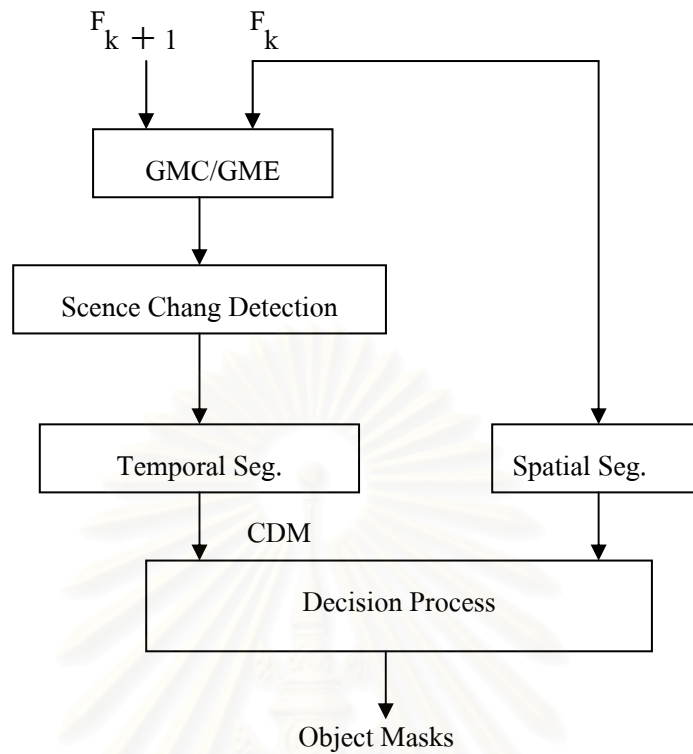 F k + 1
F k
GMC/GME
Scence Chang Detection
Temporal Seg.
Spatial Seg.
CDM
Decision Process
Object Masks